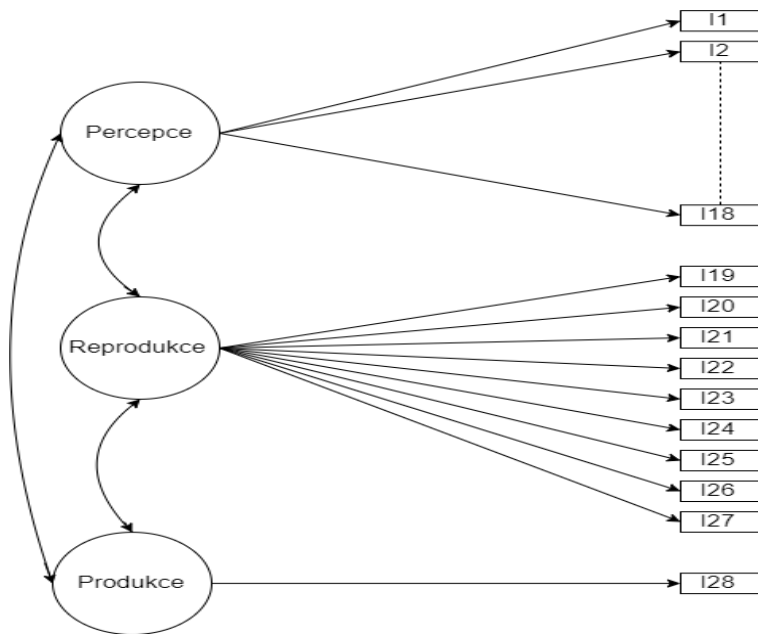 I1
I2
Percepce
I18
I19
I20
I21
Reprodukce
I22
I23
I24
I25
I26
I27
Produkce
I28